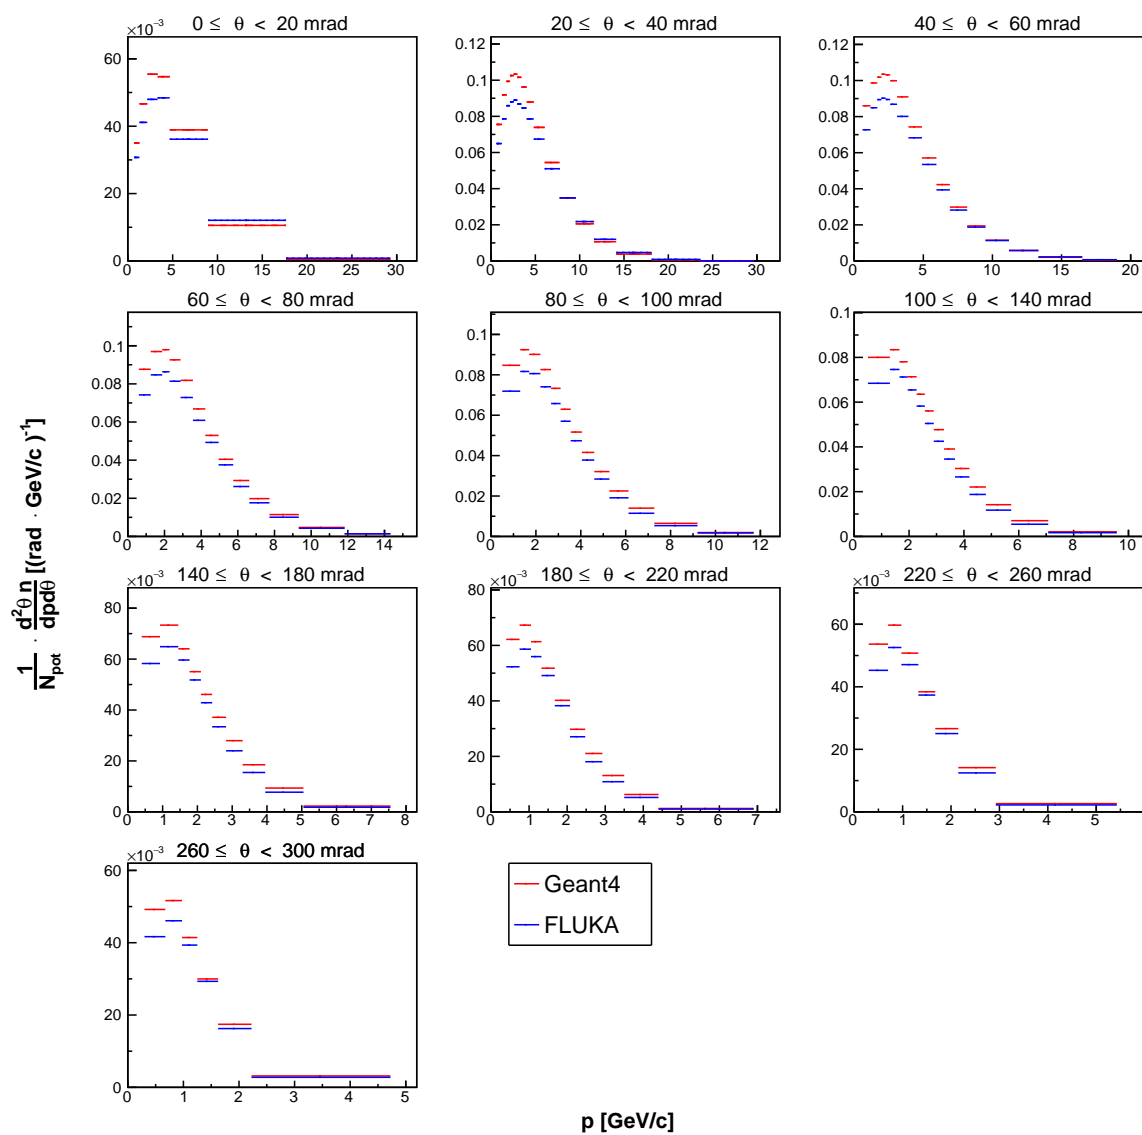 0 ≤ θ < 20 mrad
×10⁻³
0 20 40 60
0 5 10 15 20 25 30
20 ≤ θ < 40 mrad
0 0.02 0.04 0.06 0.08 0.1 0.12
0 5 10 15 20 25 30
40 ≤ θ < 60 mrad
0 0.02 0.04 0.06 0.08 0.1 0.12
0 5 10 15 20
60 ≤ θ < 80 mrad
0 0.02 0.04 0.06 0.08 0.1
0 2 4 6 8 10 12 14
80 ≤ θ < 100 mrad
0 0.02 0.04 0.06 0.08 0.1
0 2 4 6 8 10 12
100 ≤ θ < 140 mrad
0 0.02 0.04 0.06 0.08 0.1
0 2 4 6 8 10
140 ≤ θ < 180 mrad
×10⁻³
0 20 40 60 80
0 1 2 3 4 5 6 7 8
180 ≤ θ < 220 mrad
×10⁻³
0 20 40 60 80
0 1 2 3 4 5 6 7
220 ≤ θ < 260 mrad
×10⁻³
0 20 40 60
0 1 2 3 4 5
260 ≤ θ < 300 mrad
×10⁻³
0 20 40 60
0 1 2 3 4 5
Geant4
FLUKA
1/N_pot · d²θ n/dpdθ [(rad · GeV/c )⁻¹]
p [GeV/c]